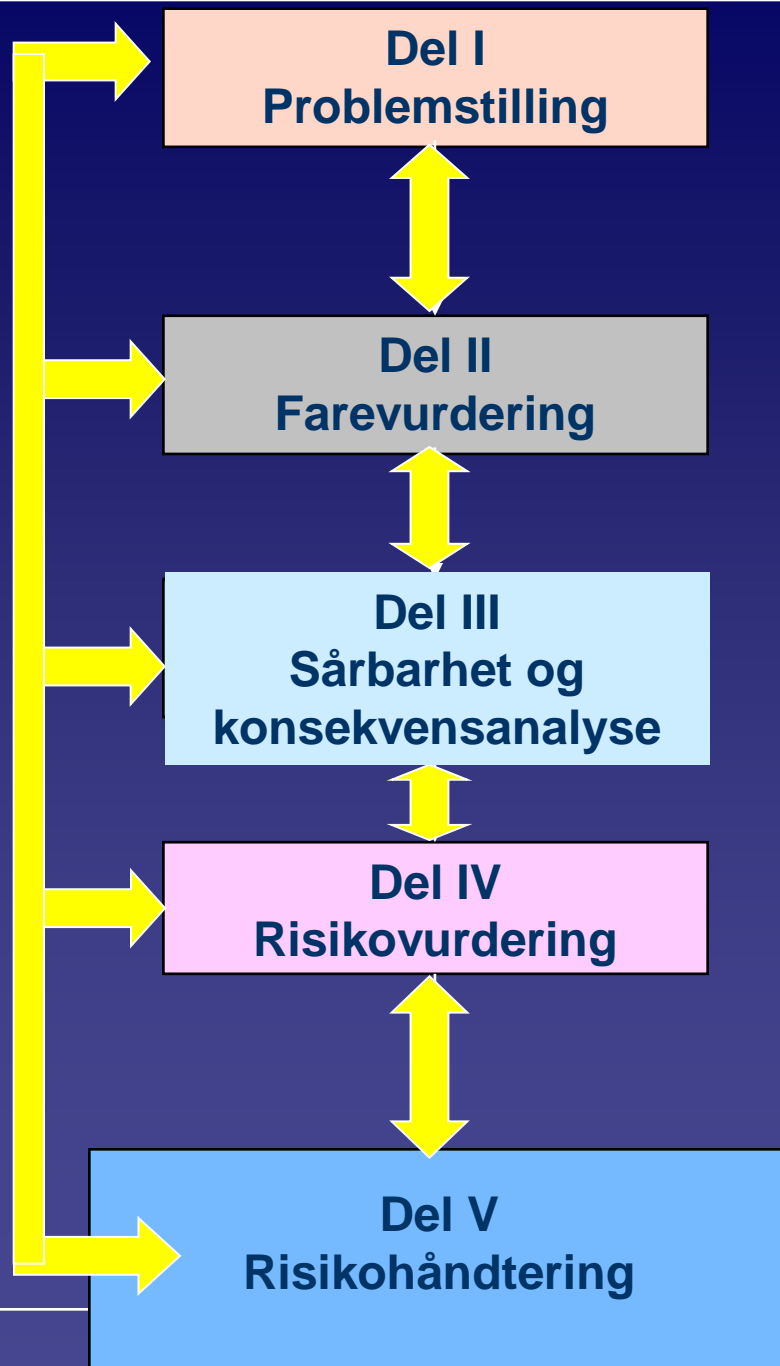 Del I
Problemstilling
Del II
Farevurdering
Del III
Sårbarhet og
konsekvensanalyse
Del IV
Risikovurdering
Del V
Risikohåndtering